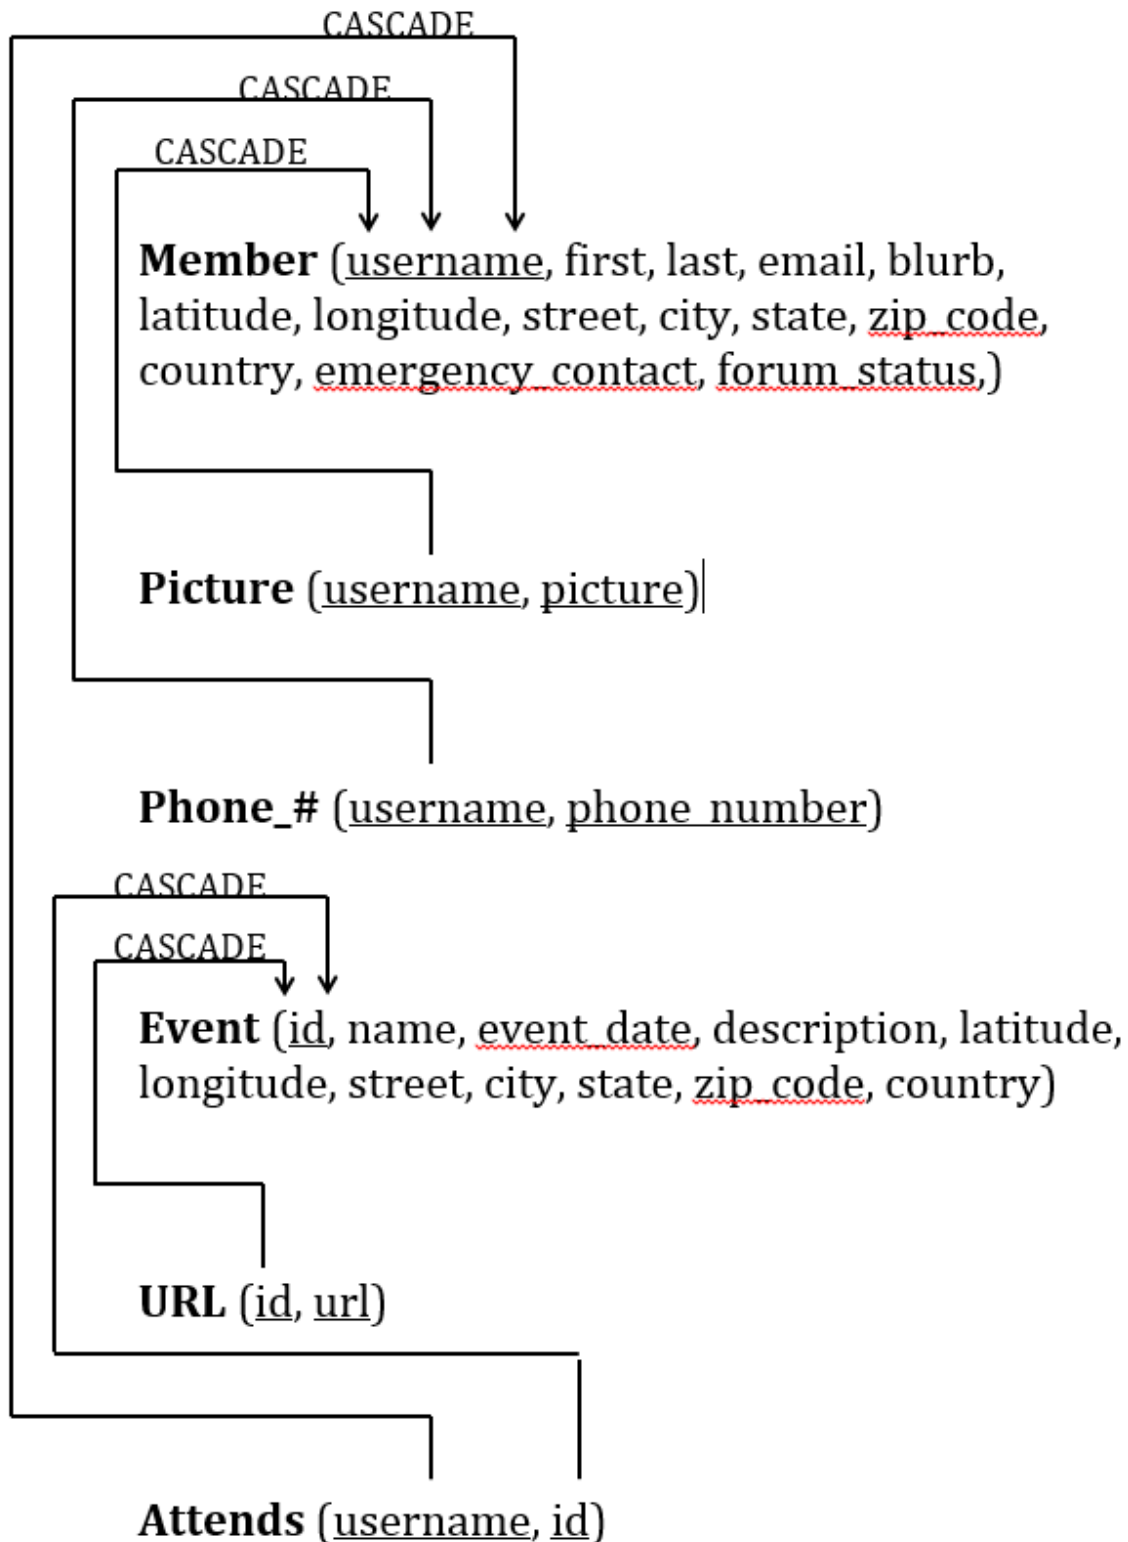 CASCADE
CASCADE
CASCADE
Member (username, first, last, email, blurb,
latitude, longitude, street, city, state, zip_code,
country, emergency_contact, forum_status,)
Picture (username, picture)
Phone_# (username, phone_number)
CASCADE
CASCADE
Event (id, name, event_date, description, latitude,
longitude, street, city, state, zip_code, country)
URL (id, url)
Attends (username, id)